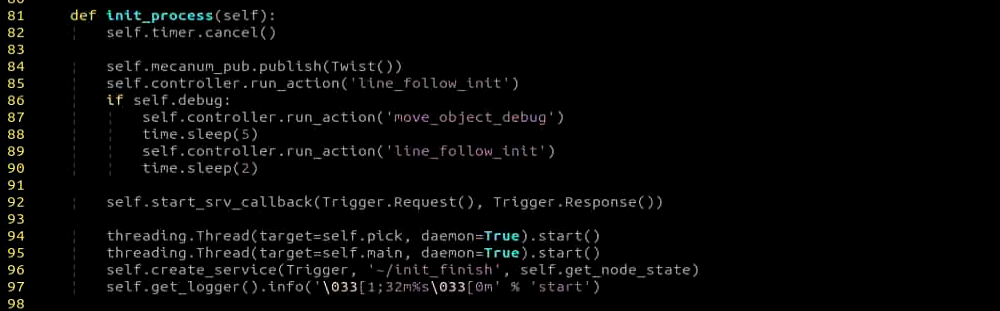 81 def init_process(self):
82 self.timer.cancel()
83
84 self.mecanum_pub.publish(Twist())
85 self.controller.run_action('line_follow_init')
86 if self.debug:
87 self.controller.run_action('move_object_debug')
88 time.sleep(5)
89 self.controller.run_action('line_follow_init')
90 time.sleep(2)
91
92 self.start_srv_callback(Trigger.Request(), Trigger.Response())
93
94 threading.Thread(target=self.pick, daemon=True).start()
95 threading.Thread(target=self.main, daemon=True).start()
96 self.create_service(Trigger, '~/init_finish', self.get_node_state)
97 self.get_logger().info('\033[1;32m%s\033[0m' % 'start')
98